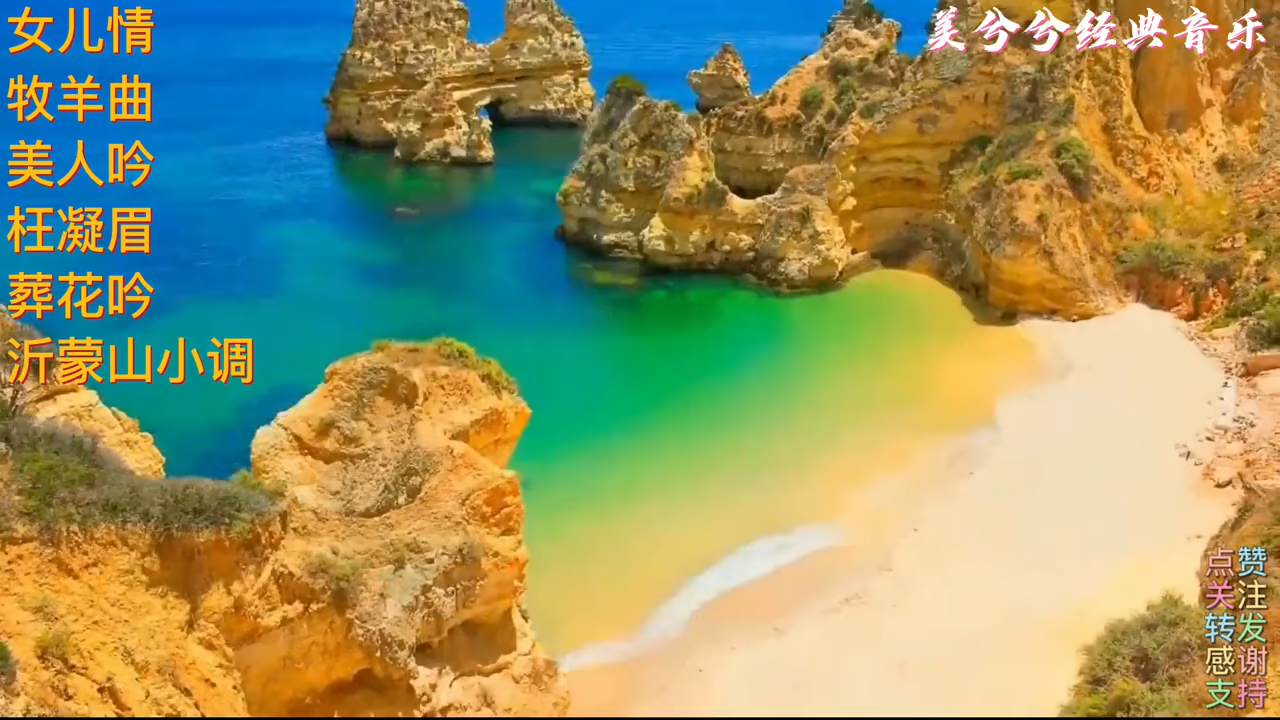 女儿情
牧羊曲
美人吟
枉凝眉
葬花吟
沂蒙山小调
美兮兮经典音乐
点赞
关注
转发
感谢
支持